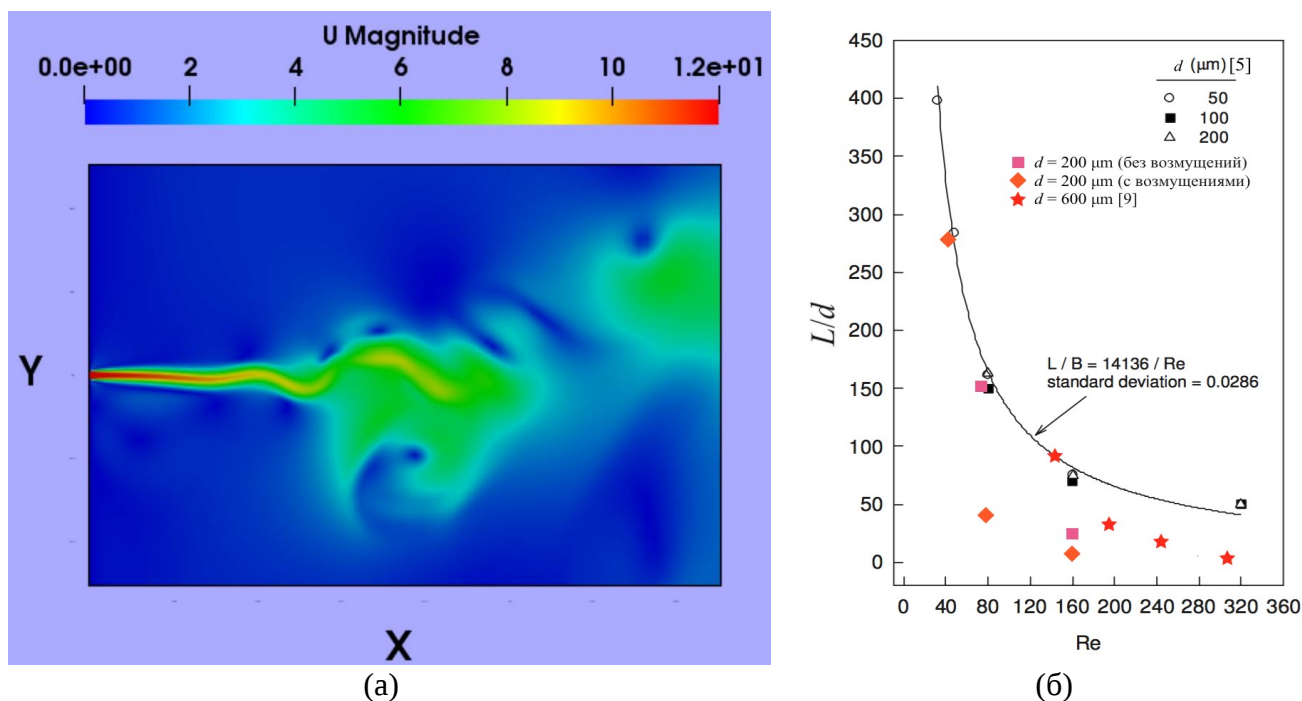 U Magnitude
0.0e+00 2 4 6 8 10 1.2e+01
Y
X
(а)
450
400
350
300
250
200
150
100
50
0
L/d
d (μm) [5]
50
100
200
d = 200 μm (без возмущений)
d = 200 μm (с возмущениями)
d = 600 μm [9]
L / B = 14136 / Re
standard deviation = 0.0286
0 40 80 120 160 200 240 280 320 360
Re
(б)